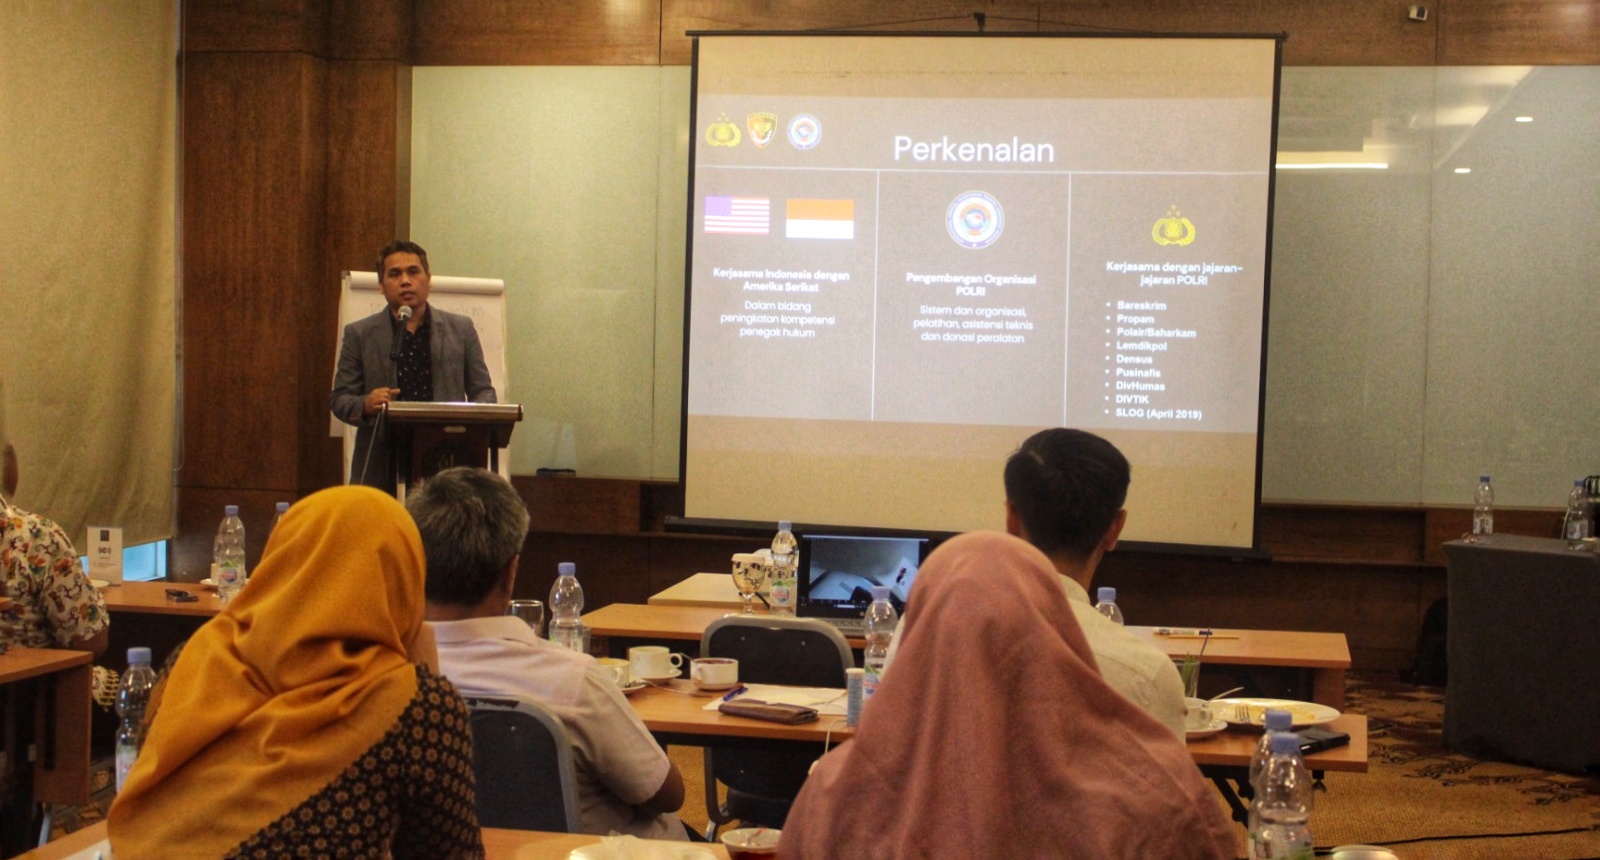 Perkenalan
Kerjasama Indonesia dengan
Amerika Serikat
Dalam bidang
peningkatan kompetensi
penegak hukum
Pengembangan Organisasi
POLRI
Sistem dan organisasi,
pelatihan, asistensi teknis
dan donasi peralatan
Kerjasama dengan jajaran-
jajaran POLRI
• Bareskrim
• Propam
• Polair/Baharkam
• Lemdikpol
• Densus
• Pusinafis
• DivHumas
• DIVTIK
• SLOG (April 2019)